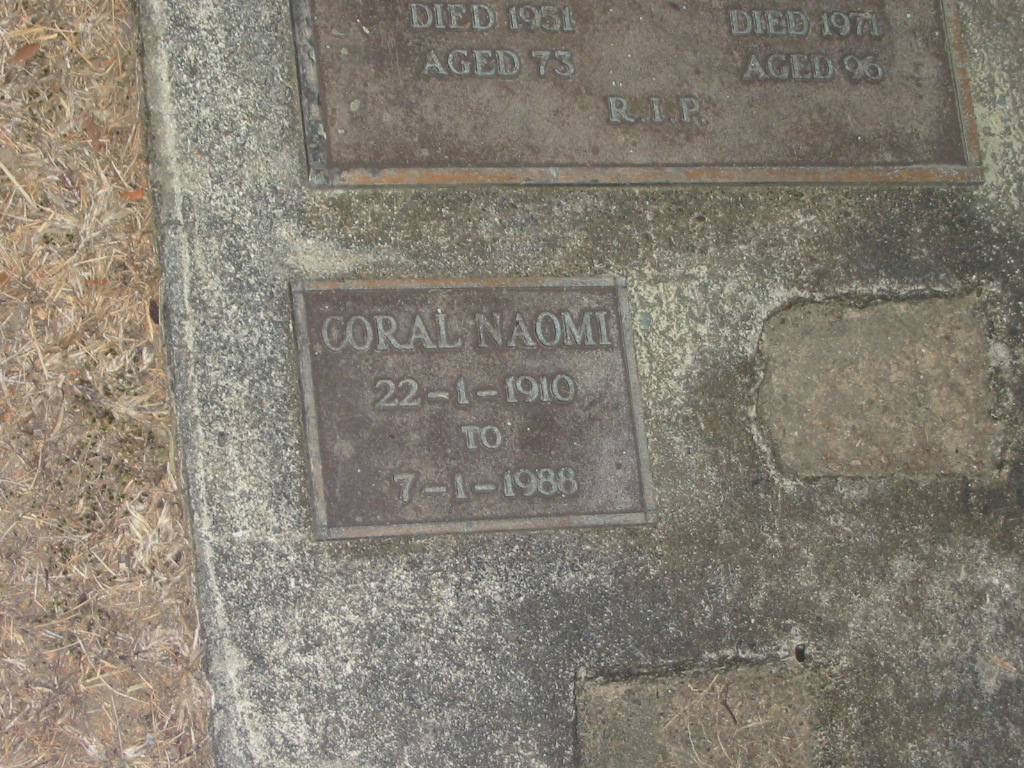 DIED 1951 DIED 1971
AGED 73 AGED 96
R.I.P.
CORAL NAOMI
22-1-1910
TO
7-1-1988